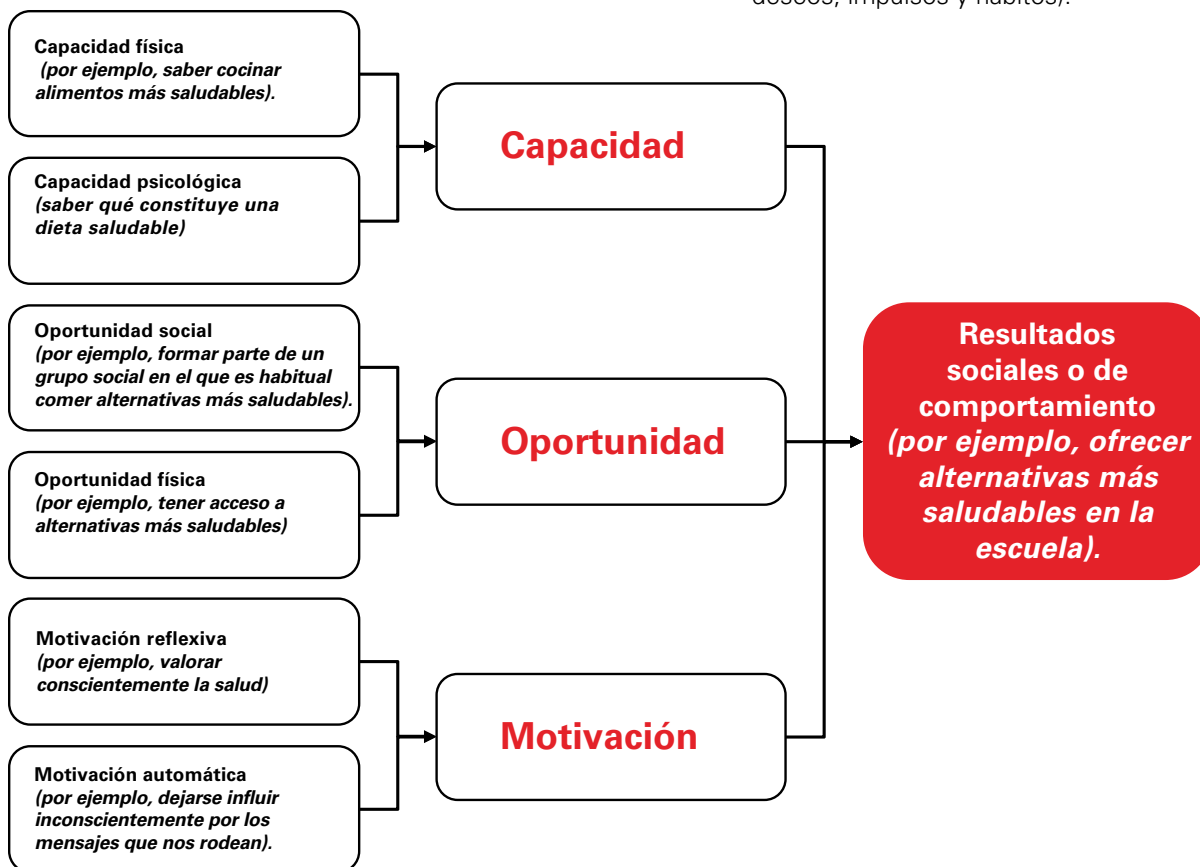 deseos, impulsos y hábitos).
Capacidad física
(por ejemplo, saber cocinar
alimentos más saludables).
Capacidad psicológica
(saber qué constituye una
dieta saludable)
Capacidad
Oportunidad social
(por ejemplo, formar parte de un
grupo social en el que es habitual
comer alternativas más saludables).
Oportunidad física
(por ejemplo, tener acceso a
alternativas más saludables)
Oportunidad
Motivación reflexiva
(por ejemplo, valorar
conscientemente la salud)
Motivación automática
(por ejemplo, dejarse influir
inconscientemente por los
mensajes que nos rodean).
Motivación
Resultados
sociales o de
comportamiento
(por ejemplo, ofrecer
alternativas más
saludables en la
escuela).